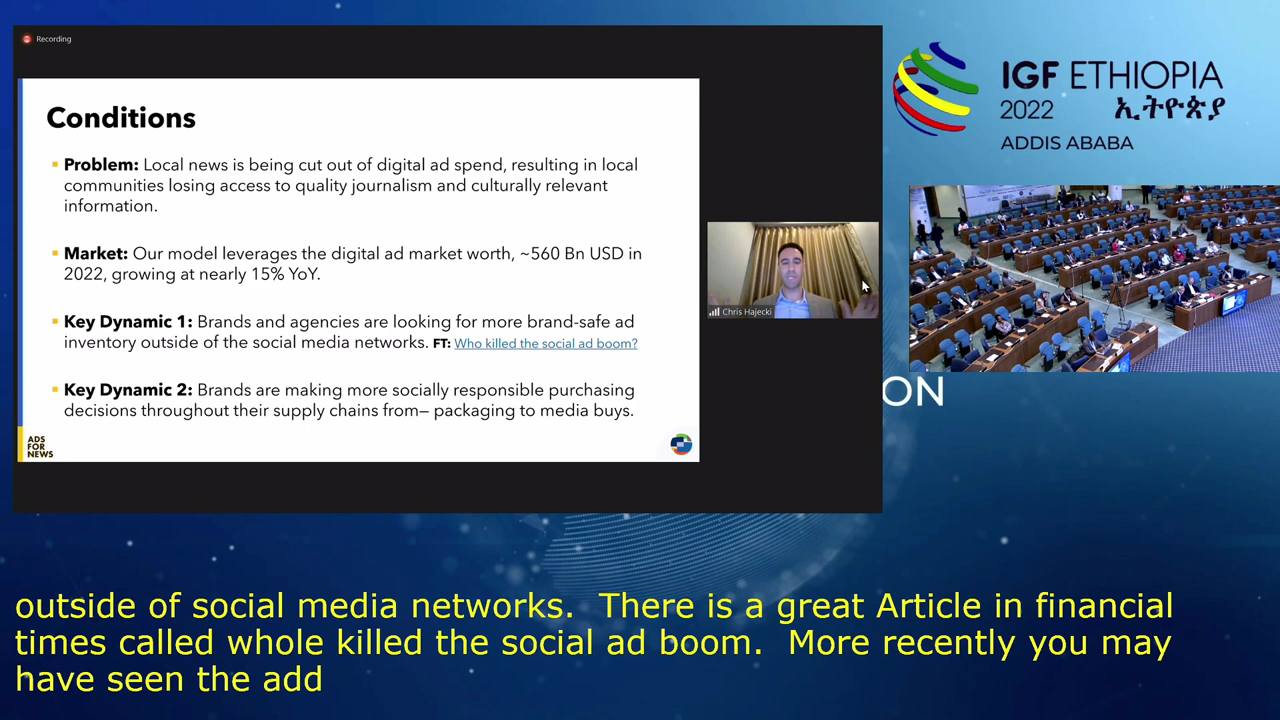 Recording
Conditions
Problem: Local news is being cut out of digital ad spend, resulting in local
communities losing access to quality journalism and culturally relevant
information.
Market: Our model leverages the digital ad market worth, ~560 Bn USD in
2022, growing at nearly 15% YoY.
Key Dynamic 1: Brands and agencies are looking for more brand-safe ad
inventory outside of the social media networks. FT: Who killed the social ad boom?
Key Dynamic 2: Brands are making more socially responsible purchasing
decisions throughout their supply chains from— packaging to media buys.
ADS
FOR
NEWS
Chris Hajecki
IGF ETHIOPIA
2022 ኢትዮጵያ
ADDIS ABABA
ON
outside of social media networks.  There is a great Article in financial
times called whole killed the social ad boom.  More recently you may
have seen the add